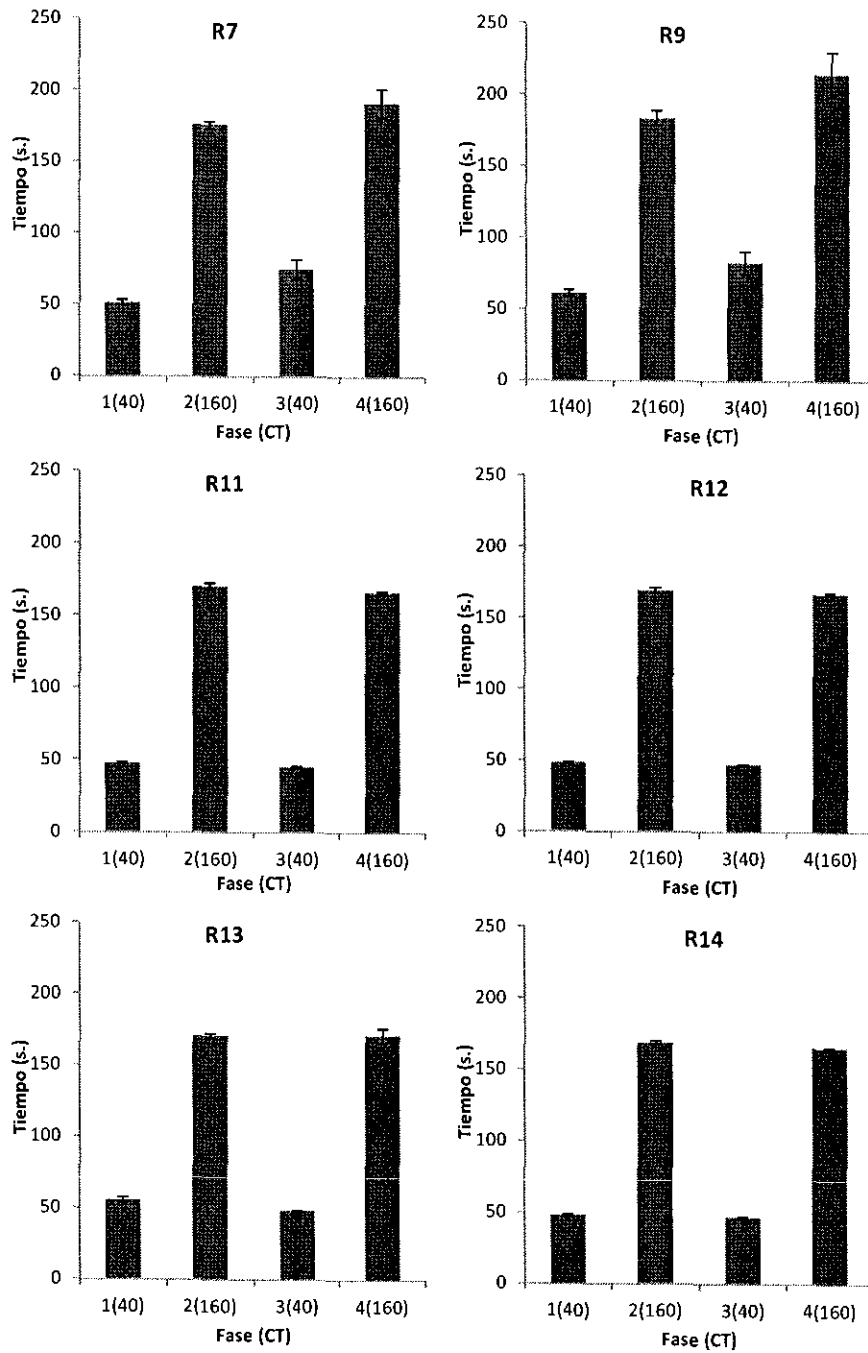 R7
250
200
150
100
50
0
Tiempo (s.)
1(40) 2(160) 3(40) 4(160)
Fase (CT)
R9
250
200
150
100
50
0
Tiempo (s.)
1(40) 2(160) 3(40) 4(160)
Fase (CT)
R11
250
200
150
100
50
0
Tiempo (s.)
1(40) 2(160) 3(40) 4(160)
Fase (CT)
R12
250
200
150
100
50
0
Tiempo (s.)
1(40) 2(160) 3(40) 4(160)
Fase (CT)
R13
250
200
150
100
50
0
Tiempo (s.)
1(40) 2(160) 3(40) 4(160)
Fase (CT)
R14
250
200
150
100
50
0
Tiempo (s.)
1(40) 2(160) 3(40) 4(160)
Fase (CT)